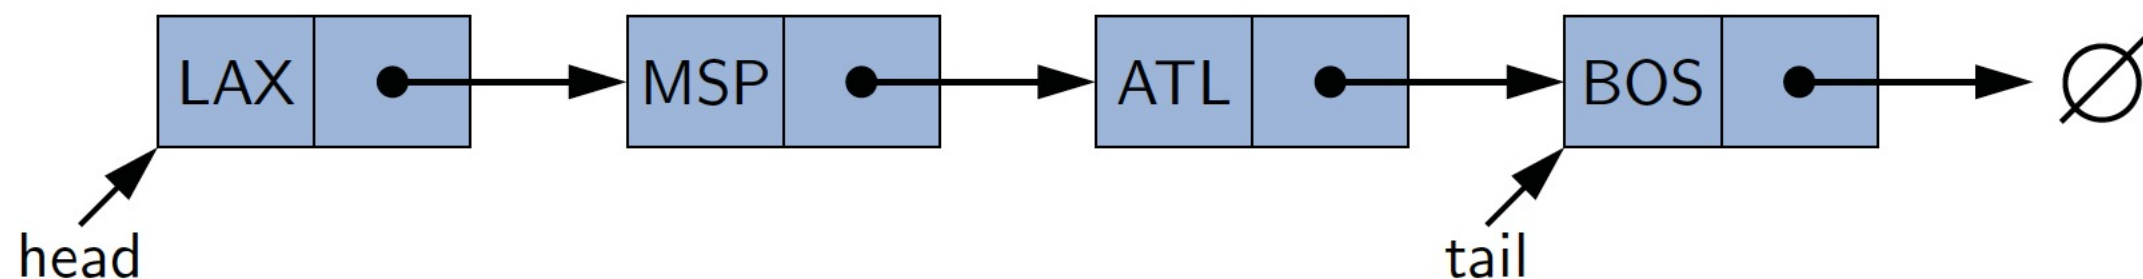 LAX MSP ATL BOS ∅
head tail